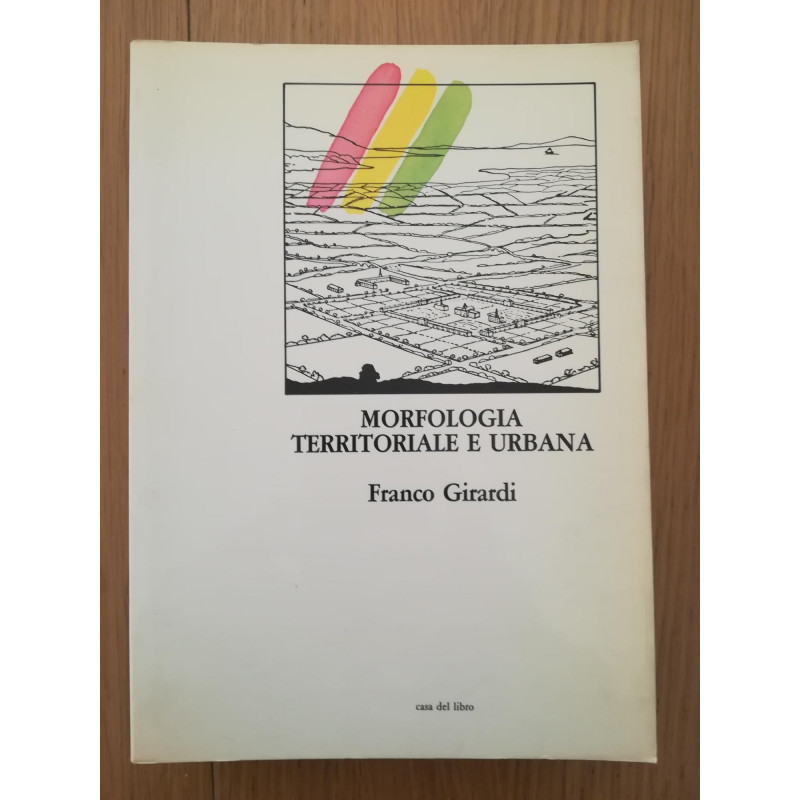 MORFOLOGIA
TERRITORIALE E URBANA
Franco Girardi
casa del libro